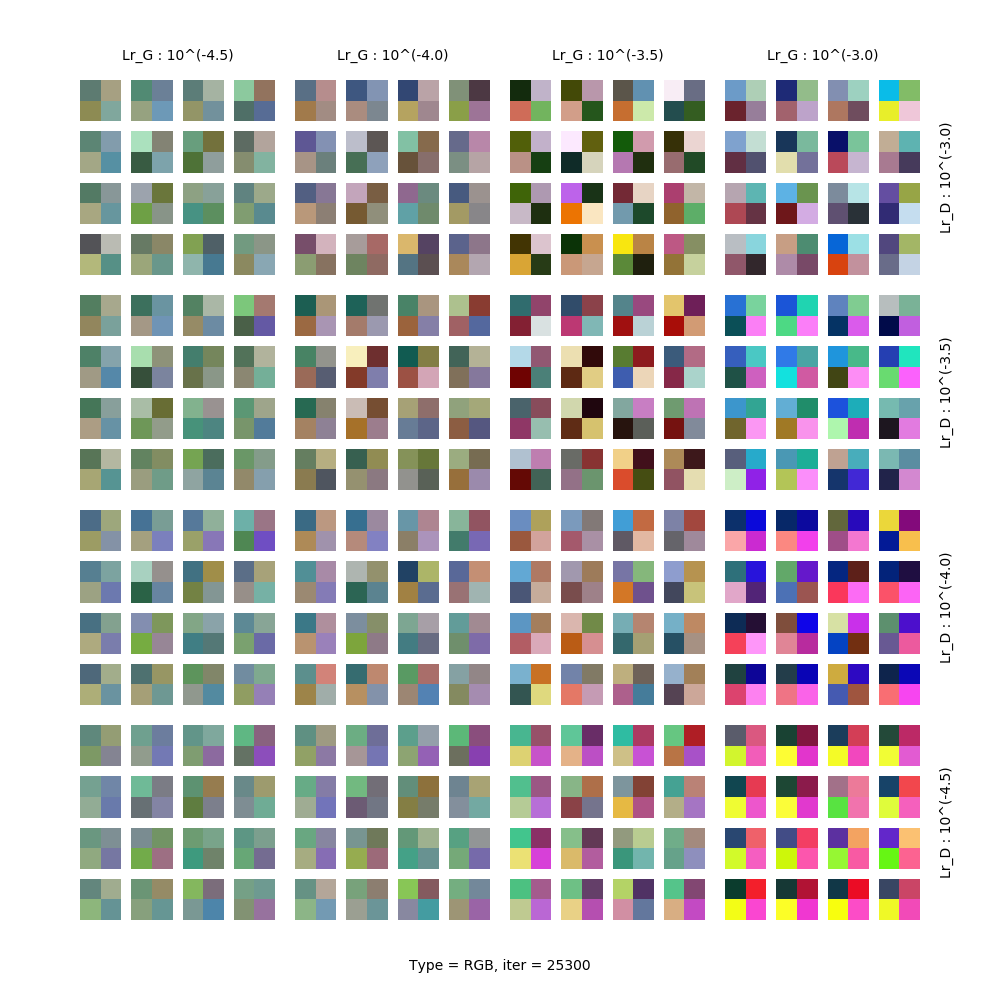 Lr_G : 10^(-4.5)
Lr_G : 10^(-4.0)
Lr_G : 10^(-3.5)
Lr_G : 10^(-3.0)
Lr_D : 10^(-3.0)
Lr_D : 10^(-3.5)
Lr_D : 10^(-4.0)
Lr_D : 10^(-4.5)
Type = RGB, iter = 25300